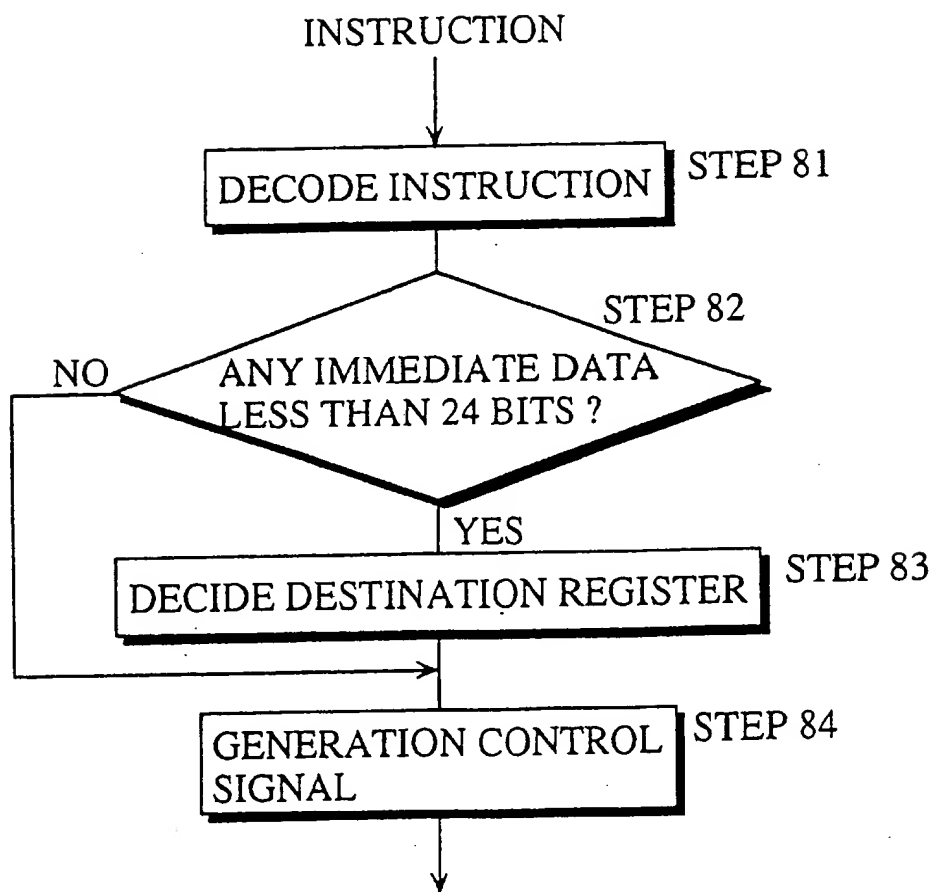 INSTRUCTION
DECODE INSTRUCTION
STEP 81
STEP 82
NO
ANY IMMEDIATE DATA
LESS THAN 24 BITS ?
YES
DECIDE DESTINATION REGISTER
STEP 83
GENERATION CONTROL
SIGNAL
STEP 84